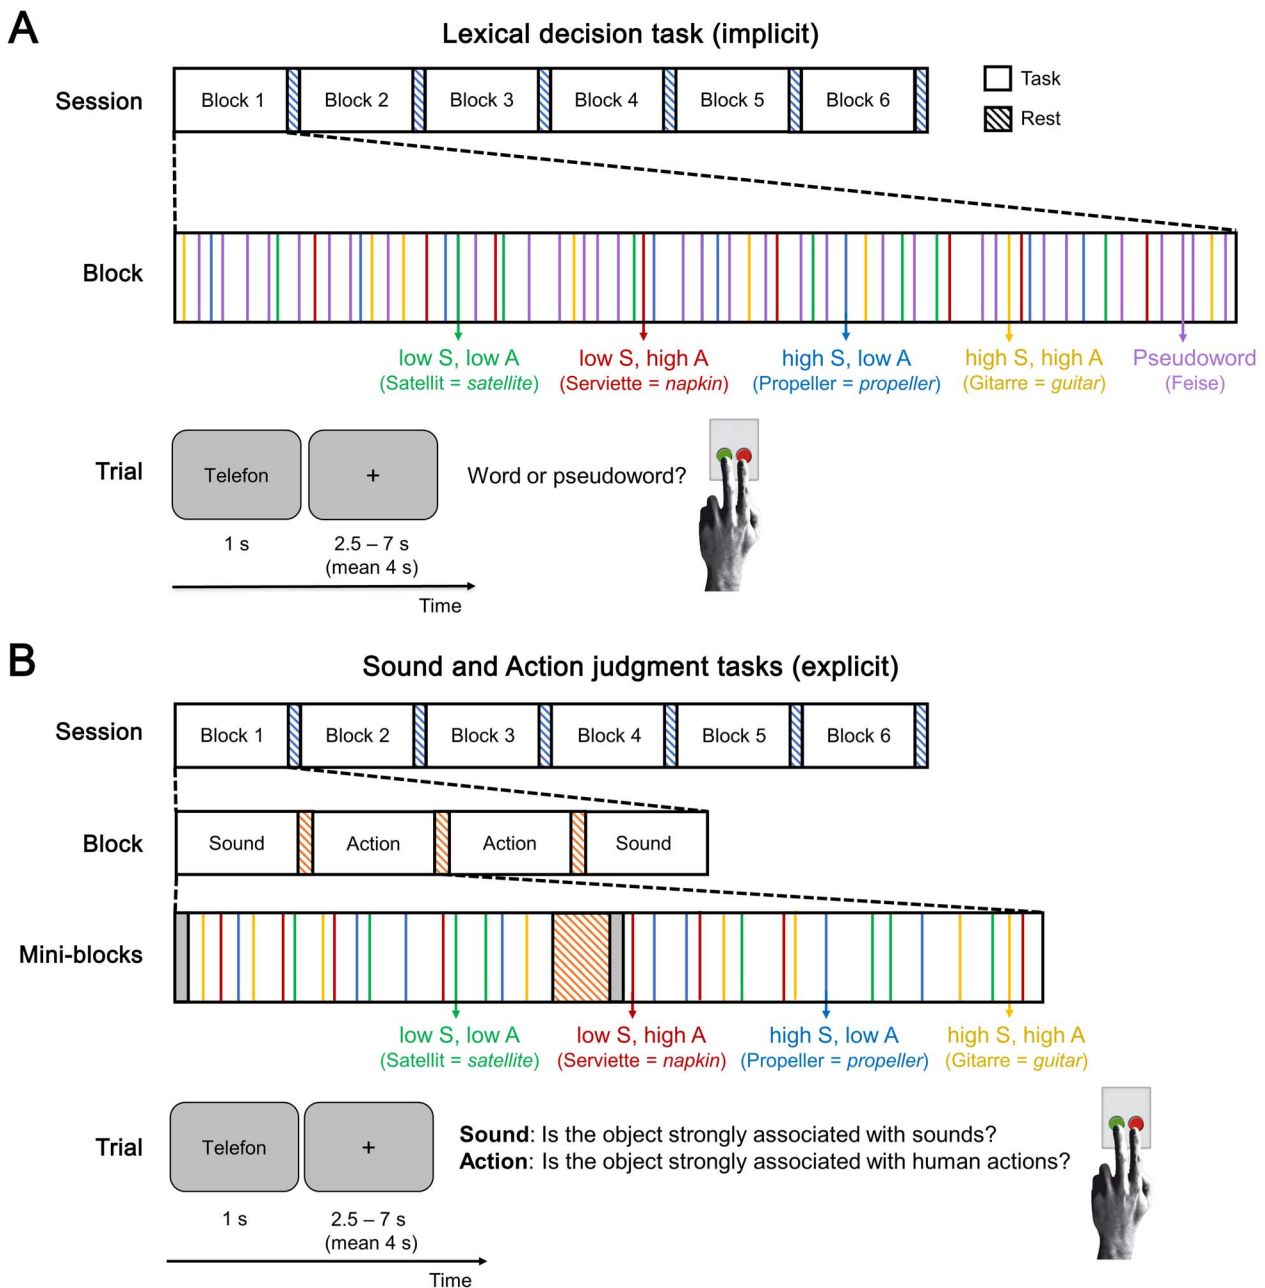 A
Lexical decision task (implicit)
Session
Block 1
Block 2
Block 3
Block 4
Block 5
Block 6
Task
Rest
Block
low S, low A
(Satellit = satellite)
low S, high A
(Serviette = napkin)
high S, low A
(Propeller = propeller)
high S, high A
(Gitarre = guitar)
Pseudoword
(Feise)
Trial
Telefon
+
Word or pseudoword?
1 s
2.5 – 7 s
(mean 4 s)
Time
B
Sound and Action judgment tasks (explicit)
Session
Block 1
Block 2
Block 3
Block 4
Block 5
Block 6
Block
Sound
Action
Action
Sound
Mini-blocks
low S, low A
(Satellit = satellite)
low S, high A
(Serviette = napkin)
high S, low A
(Propeller = propeller)
high S, high A
(Gitarre = guitar)
Trial
Telefon
+
Sound: Is the object strongly associated with sounds?
Action: Is the object strongly associated with human actions?
1 s
2.5 – 7 s
(mean 4 s)
Time